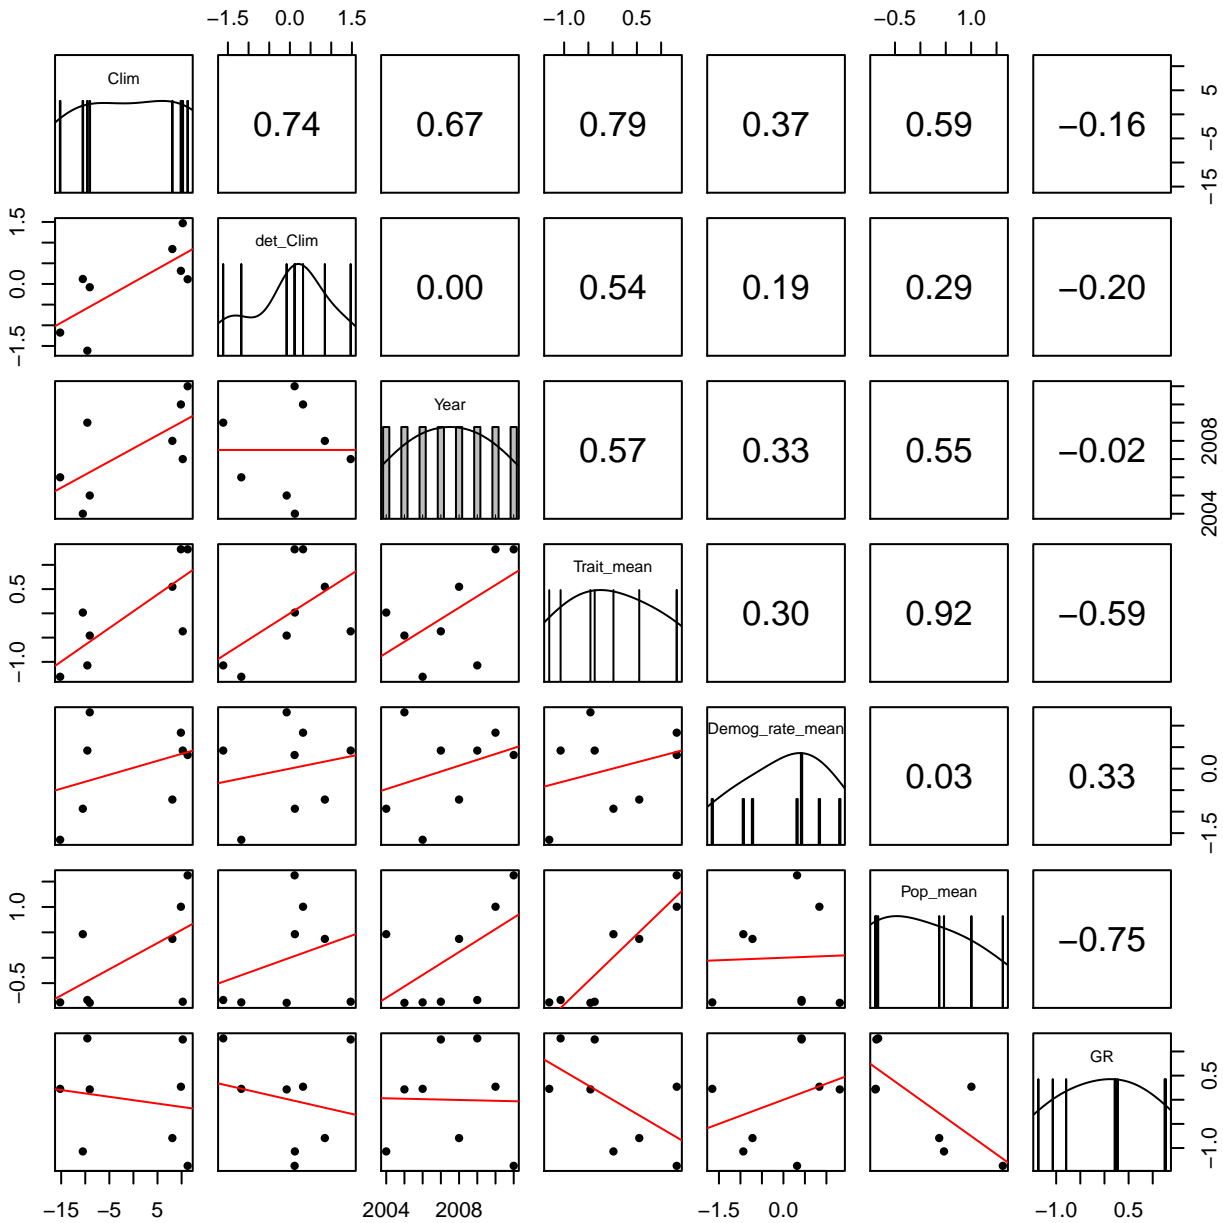 −1.5 0.0 1.5 −1.0 0.5 −0.5 1.0
Clim 0.74 0.67 0.79 0.37 0.59 −0.16 5 −5 −15
1.5 0.0 −1.5 det_Clim 0.00 0.54 0.19 0.29 −0.20
Year 0.57 0.33 0.55 −0.02 2008 2004
0.5 −1.0 Trait_mean 0.30 0.92 −0.59
Demog_rate_mean 0.03 0.33 0.0 −1.5
1.0 −0.5 Pop_mean −0.75
GR 0.5 −1.0
−15 −5 5 2004 2008 −1.5 0.0 −1.0 0.5